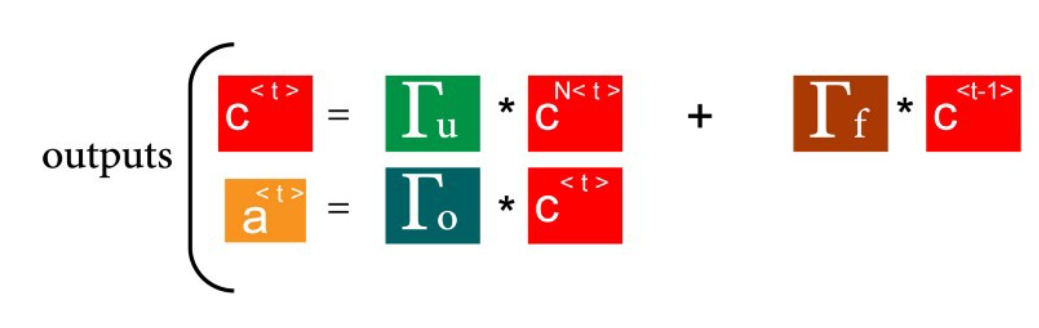 c<t> = Γu * cN<t> + Γf * c<t-1>
outputs
a<t> = Γo * c<t>